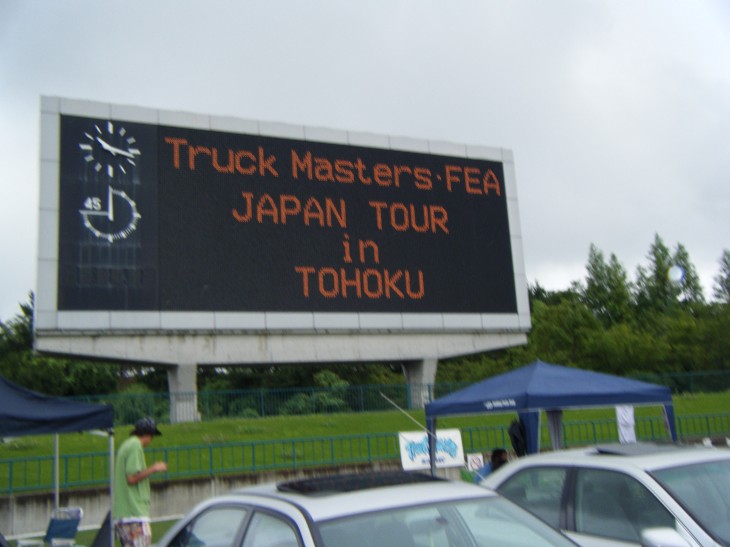 Truck Masters·FEA
JAPAN TOUR
in
TOHOKU
45